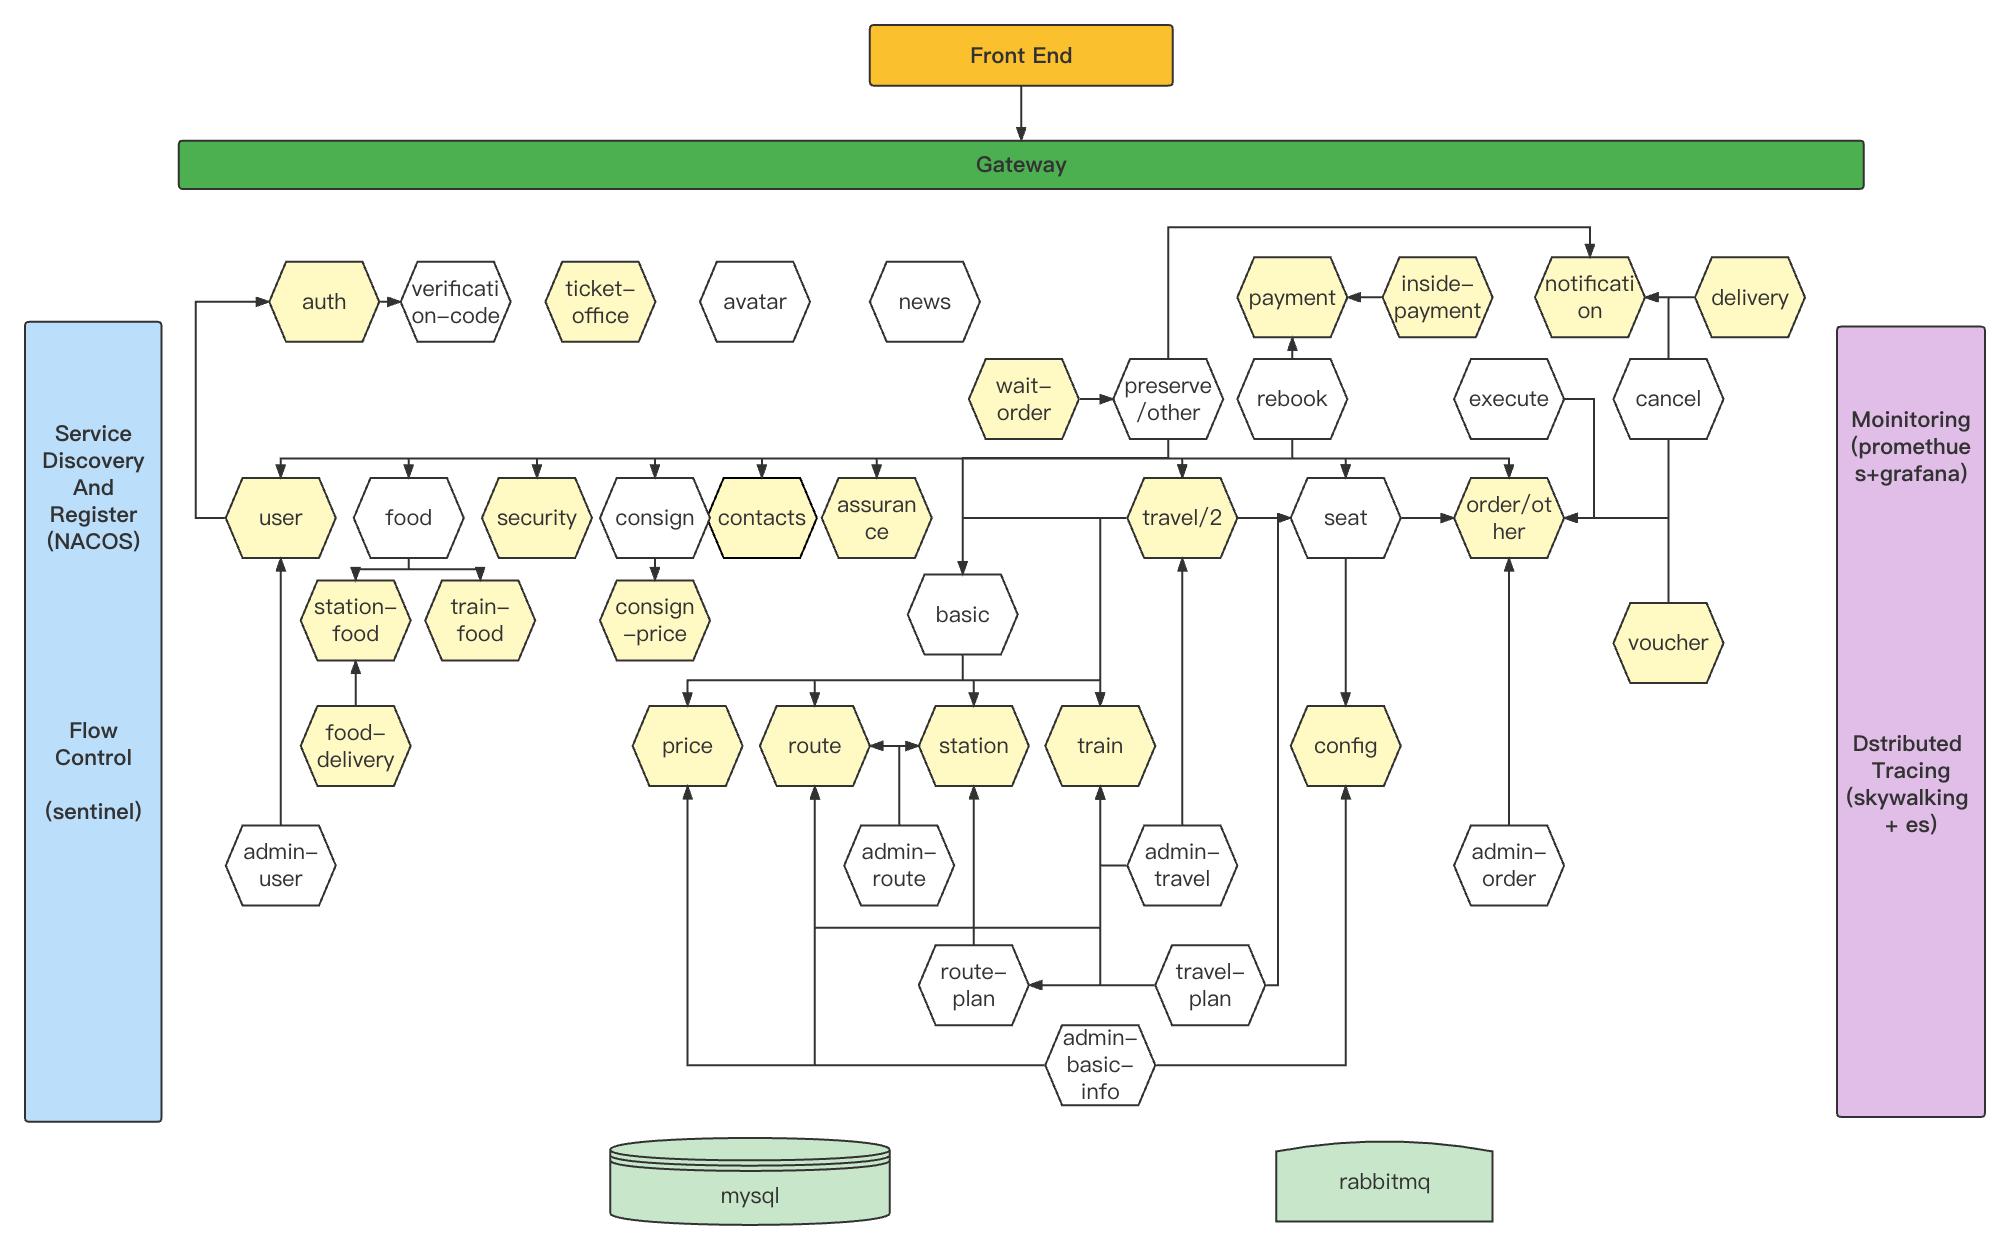 Front End
Gateway
auth
verificati
on-code
ticket-
office
avatar
news
payment
inside-
payment
notificati
on
delivery
wait-
order
preserve
/other
rebook
execute
cancel
Service
Discovery
And
Register
(NACOS)
Flow
Control
(sentinel)
Moinitoring
(promethue
s+grafana)
Dstributed
Tracing
(skywalking
+ es)
user
food
security
consign
contacts
assuran
ce
travel/2
seat
order/ot
her
station-
food
train-
food
consign
-price
basic
voucher
food-
delivery
price
route
station
train
config
admin-
user
admin-
route
admin-
travel
admin-
order
route-
plan
travel-
plan
admin-
basic-
info
mysql
rabbitmq